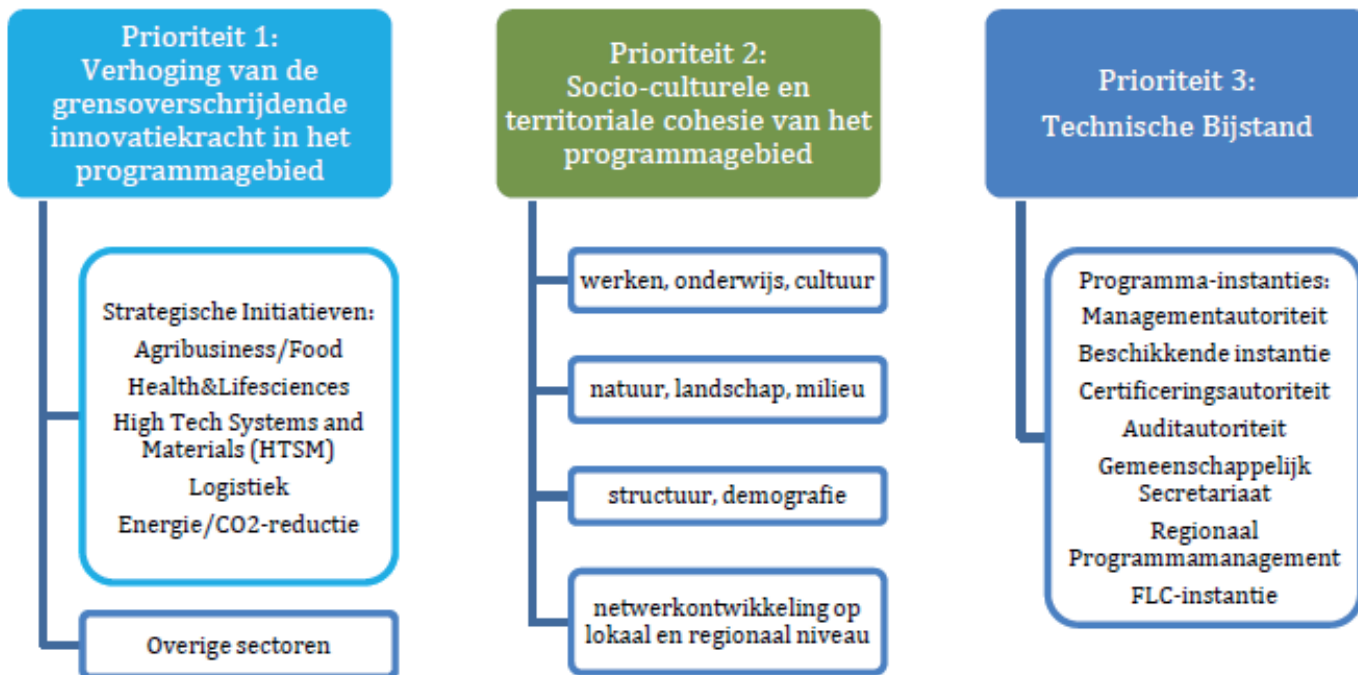 Prioriteit 1:
Verhoging van de
grensoverschrijdende
innovatiekracht in het
programmagebied
Strategische Initiatieven:
Agribusiness/Food
Health&Lifesciences
High Tech Systems and
Materials (HTSM)
Logistiek
Energie/CO2-reductie
Overige sectoren
Prioriteit 2:
Socio-culturele en
territoriale cohesie van het
programmagebied
werken, onderwijs, cultuur
natuur, landschap, milieu
structuur, demografie
netwerkontwikkeling op
lokaal en regionaal niveau
Prioriteit 3:
Technische Bijstand
Programma-instanties:
Managementautoriteit
Beschikkende instantie
Certificeringsautoriteit
Auditautoriteit
Gemeenschappelijk
Secretariaat
Regionaal
Programmamanagement
FLC-instantie